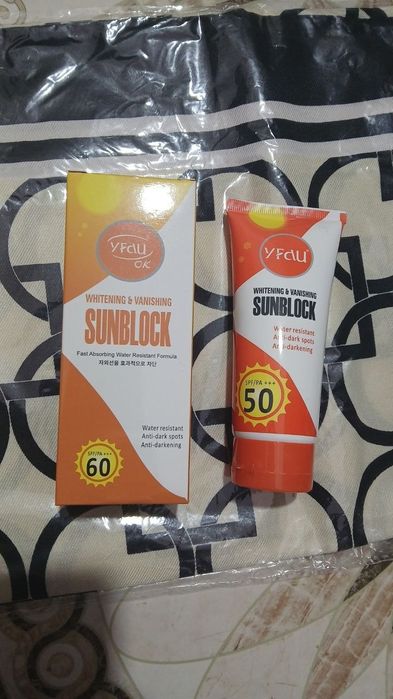 YFau
OK
WHITENING & VANISHING
SUNBLOCK
Fast Absorbing Water Resistant Formula
자외선을 효과적으로 차단
Water resistant
Anti-dark spots
Anti-darkening
SPF/PA +++
60
YFau
WHITENING & VANISHING
SUNBLOCK
Water resistant
Anti-dark spots
Anti-darkening
SPF/PA +++
50